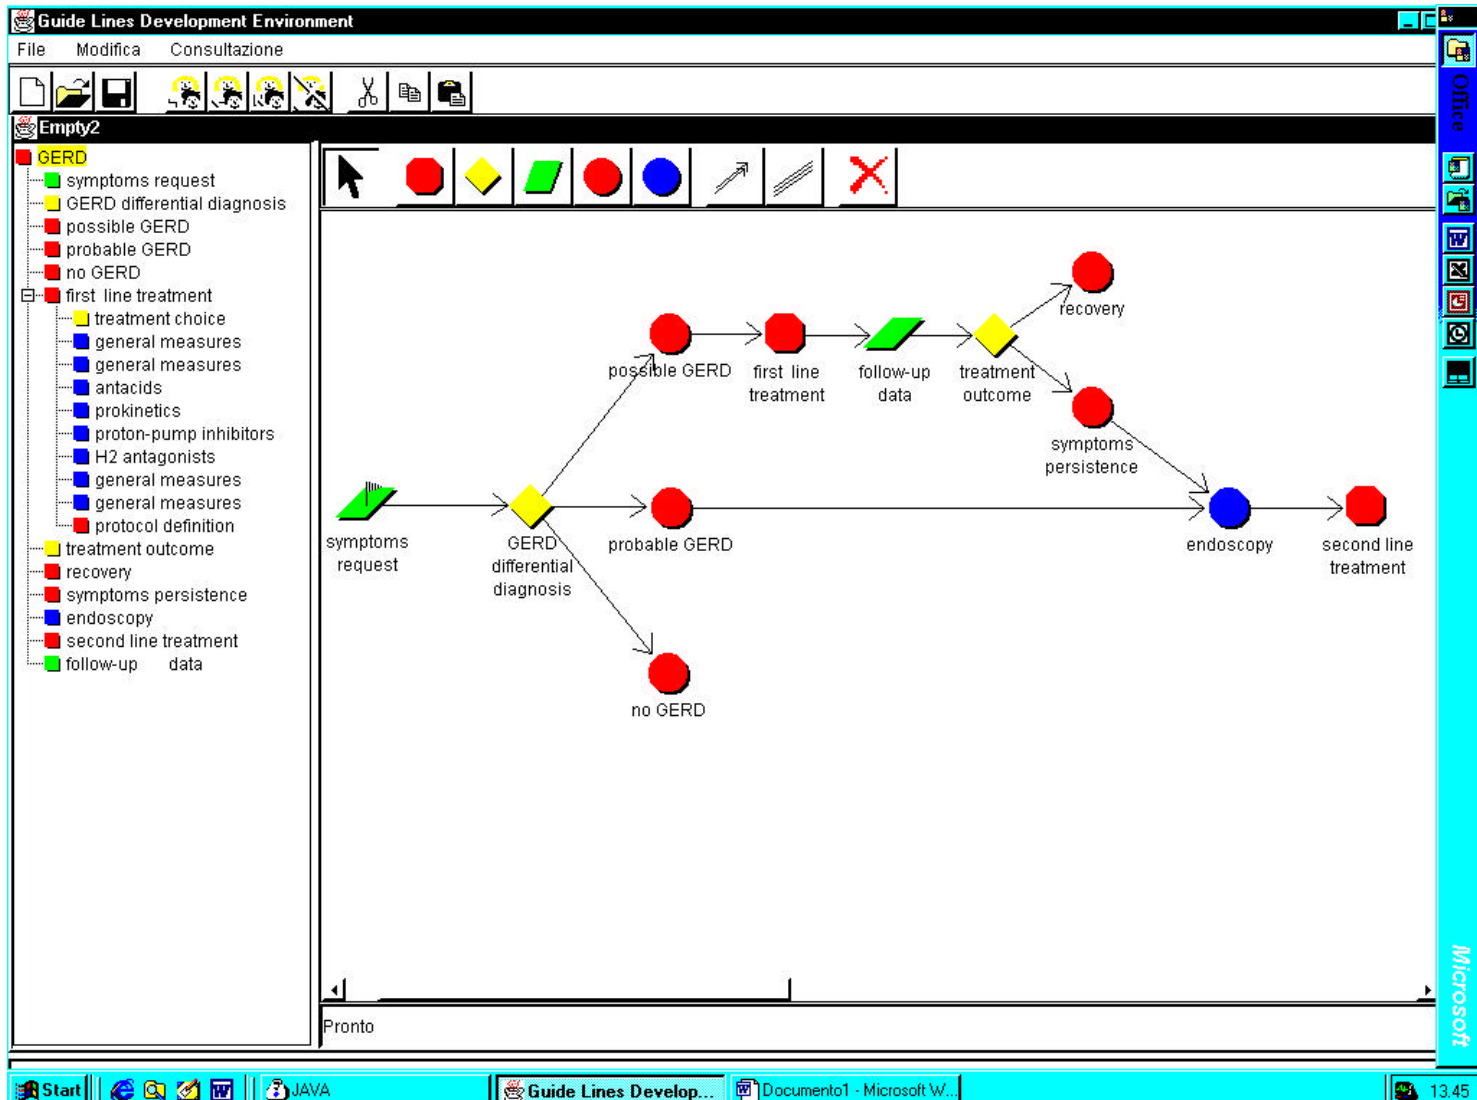 Guide Lines Development Environment
File Modifica Consultazione
Office
Empty2
GERD
symptoms request
GERD differential diagnosis
possible GERD
probable GERD
no GERD
first line treatment
treatment choice
general measures
general measures
antacids
prokinetics
proton-pump inhibitors
H2 antagonists
general measures
general measures
protocol definition
treatment outcome
recovery
symptoms persistence
endoscopy
second line treatment
follow-up data
recovery
possible GERD
first line
treatment
follow-up
data
treatment
outcome
symptoms
persistence
symptoms
request
GERD
differential
diagnosis
probable GERD
endoscopy
second line
treatment
no GERD
Microsoft
Pronto
Start
JAVA
Guide Lines Develop...
Documento1 - Microsoft W...
13.45